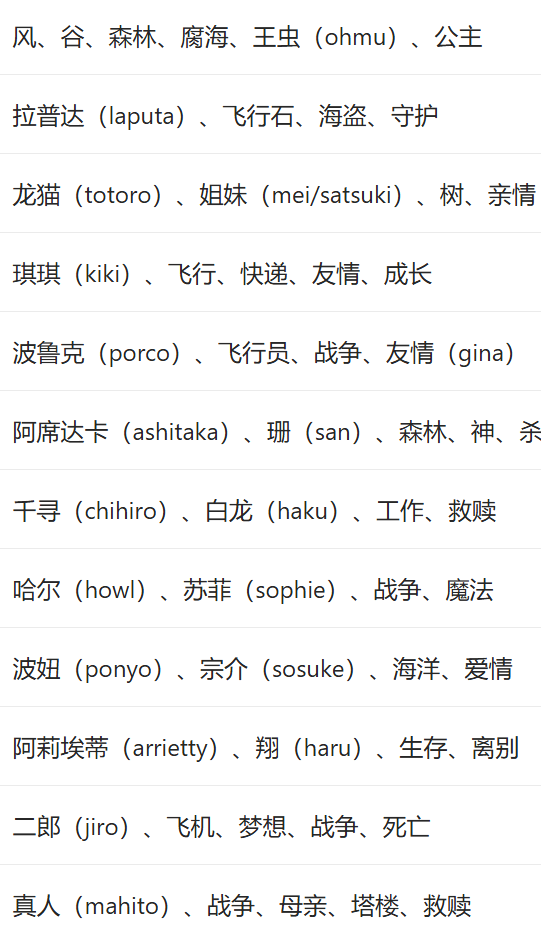 风、谷、森林、腐海、王虫（ohmu）、公主
拉普达（laputa）、飞行石、海盗、守护
龙猫（totoro）、姐妹（mei/satsuki）、树、亲情
琪琪（kiki）、飞行、快递、友情、成长
波鲁克（porco）、飞行员、战争、友情（gina）
阿席达卡（ashitaka）、珊（san）、森林、神、杀
千寻（chihiro）、白龙（haku）、工作、救赎
哈尔（howl）、苏菲（sophie）、战争、魔法
波妞（ponyo）、宗介（sosuke）、海洋、爱情
阿莉埃蒂（arrietty）、翔（haru）、生存、离别
二郎（jiro）、飞机、梦想、战争、死亡
真人（mahito）、战争、母亲、塔楼、救赎